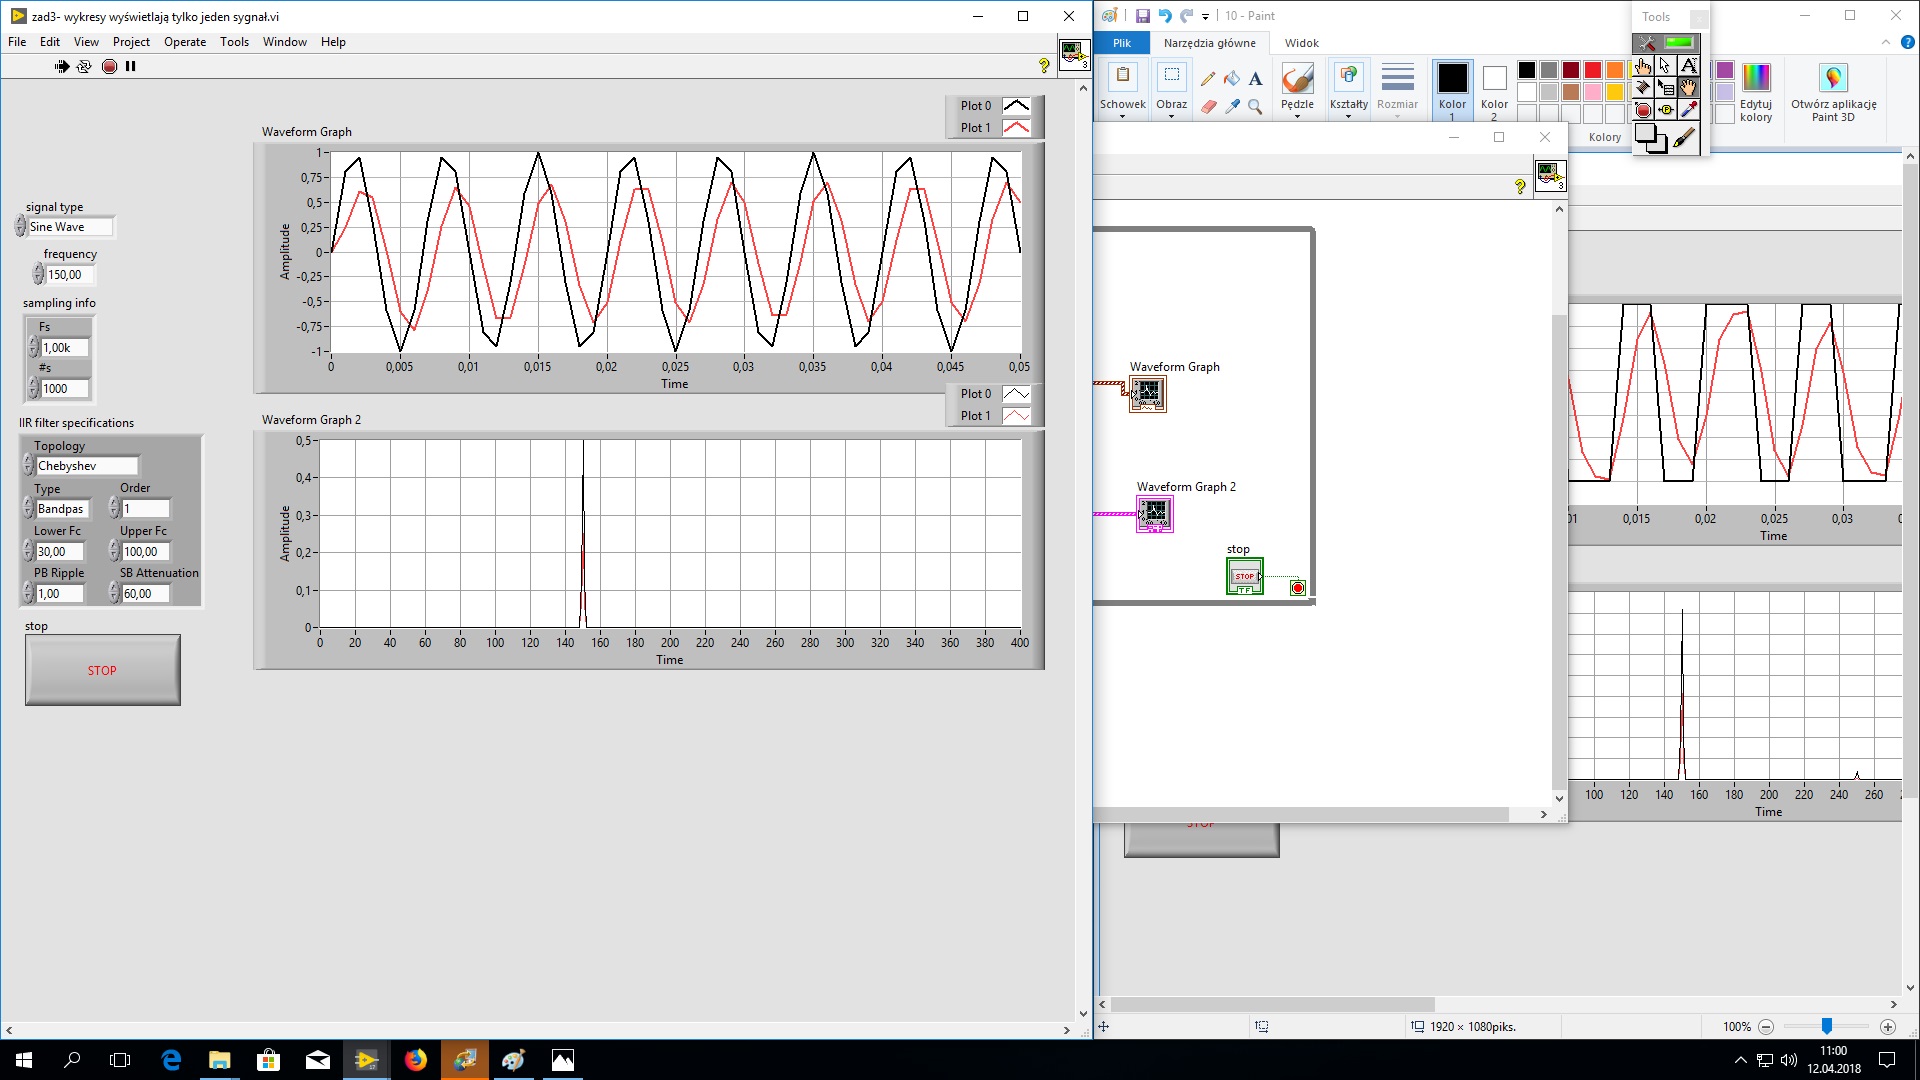 zad3- wykresy wyświetlają tylko jeden sygnał.vi
File Edit View Project Operate Tools Window Help
3
Plot 0
Plot 1
Waveform Graph
Amplitude
1
0,75
0,5
0,25
0
-0,25
-0,5
-0,75
-1
0 0,005 0,01 0,015 0,02 0,025 0,03 0,035 0,04 0,045 0,05
Time
signal type
Sine Wave
frequency
150,00
sampling info
Fs
1,00k
#s
1000
IIR filter specifications
Topology
Chebyshev
Type Order
Bandpas 1
Lower Fc Upper Fc
30,00 100,00
PB Ripple SB Attenuation
1,00 60,00
stop
STOP
Plot 0
Plot 1
Waveform Graph 2
Amplitude
0,5
0,4
0,3
0,2
0,1
0
0 20 40 60 80 100 120 140 160 180 200 220 240 260 280 300 320 340 360 380 400
Time
10 - Paint
Plik Narzędzia główne Widok
Schowek
Obraz
A
Pędzle
Kształty
Rozmiar
Kolor 1
Kolor 2
Kolory
Edytuj kolory
Otwórz aplikację Paint 3D
Tools
3
Waveform Graph
Waveform Graph 2
stop
STOP
TF
01 0,015 0,02 0,025 0,03 0
Time
100 120 140 160 180 200 220 240 260
Time
STOP
1920 × 1080piks.
100%
11:00
12.04.2018